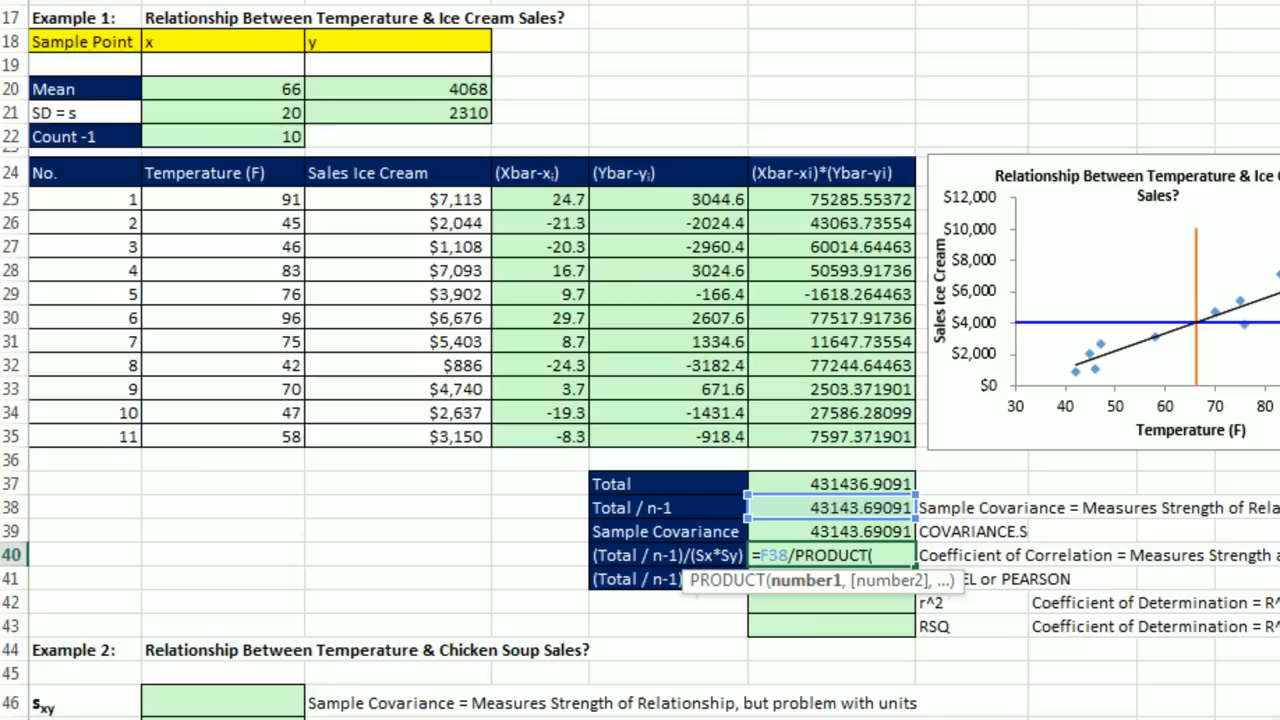 17 Example 1: Relationship Between Temperature & Ice Cream Sales?
18 Sample Point x y
19
20 Mean 66 4068
21 SD = s 20 2310
22 Count -1 10
24 No. Temperature (F) Sales Ice Cream (Xbar-xᵢ) (Ybar-yᵢ) (Xbar-xi)*(Ybar-yi)
25 1 91 $7,113 24.7 3044.6 75285.55372
26 2 45 $2,044 -21.3 -2024.4 43063.73554
27 3 46 $1,108 -20.3 -2960.4 60014.64463
28 4 83 $7,093 16.7 3024.6 50593.91736
29 5 76 $3,902 9.7 -166.4 -1618.264463
30 6 96 $6,676 29.7 2607.6 77517.91736
31 7 75 $5,403 8.7 1334.6 11647.73554
32 8 42 $886 -24.3 -3182.4 77244.64463
33 9 70 $4,740 3.7 671.6 2503.371901
34 10 47 $2,637 -19.3 -1431.4 27586.28099
35 11 58 $3,150 -8.3 -918.4 7597.371901
Relationship Between Temperature & Ice C
Sales?
$12,000
$10,000
$8,000
$6,000
$4,000
$2,000
$0
Sales Ice Cream
30 40 50 60 70 80
Temperature (F)
36
37 Total 431436.9091
38 Total / n-1 43143.69091 Sample Covariance = Measures Strength of Rela
39 Sample Covariance 43143.69091 COVARIANCE.S
40 (Total / n-1)/(Sx*Sy) =F38/PRODUCT( Coefficient of Correlation = Measures Strength a
41 (Total / n-1) EL or PEARSON
PRODUCT(number1, [number2], ...)
42 r^2 Coefficient of Determination = R^
43 RSQ Coefficient of Determination = R^
44 Example 2: Relationship Between Temperature & Chicken Soup Sales?
45
46 sxy Sample Covariance = Measures Strength of Relationship, but problem with units